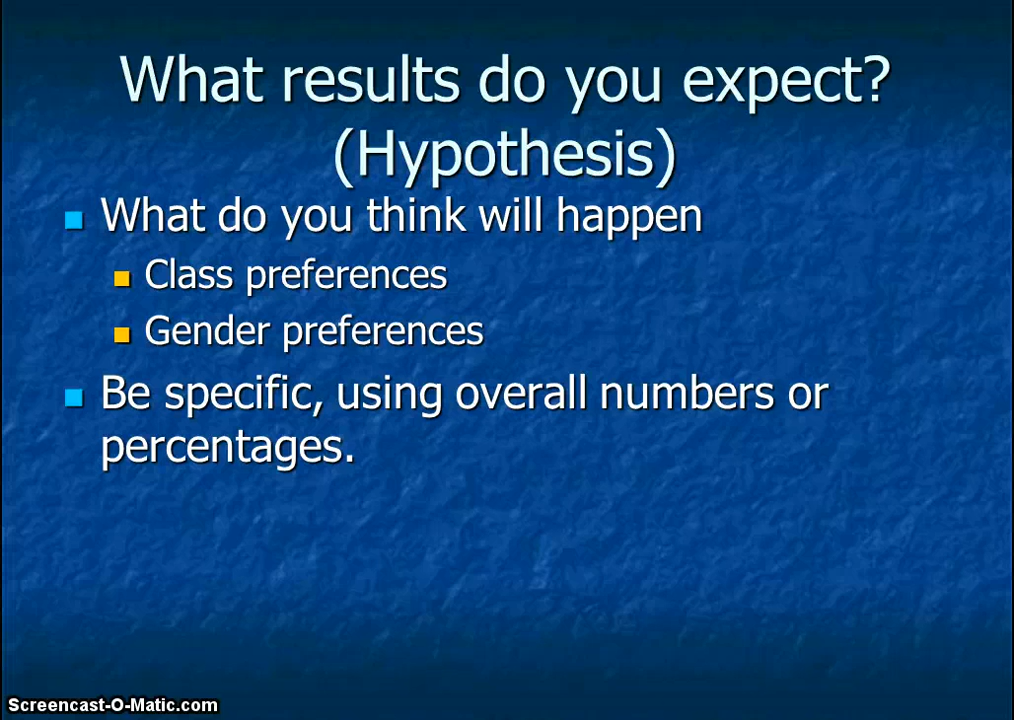 What results do you expect?
(Hypothesis)
What do you think will happen
Class preferences
Gender preferences
Be specific, using overall numbers or
percentages.
Screencast-O-Matic.com